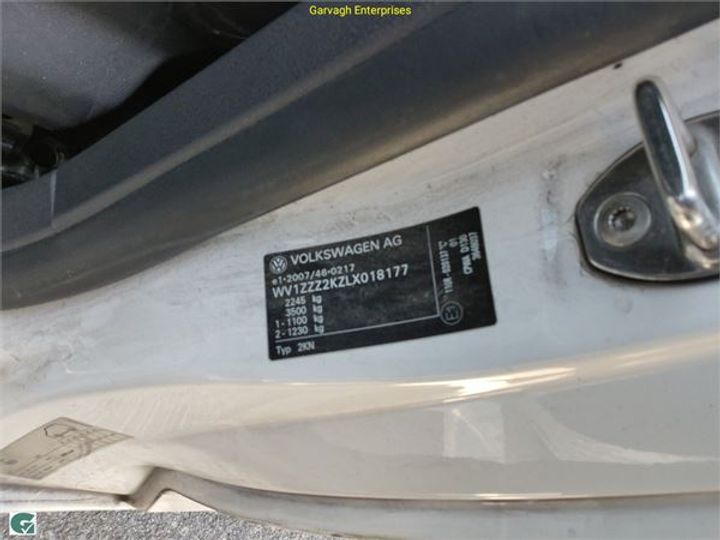 Garvagh Enterprises
VOLKSWAGEN AG
e1*2007/46*0217
WV1ZZZ2KZLX018177
2245 kg
3500 kg
1-1100 kg
2-1230 kg
Typ 2KN